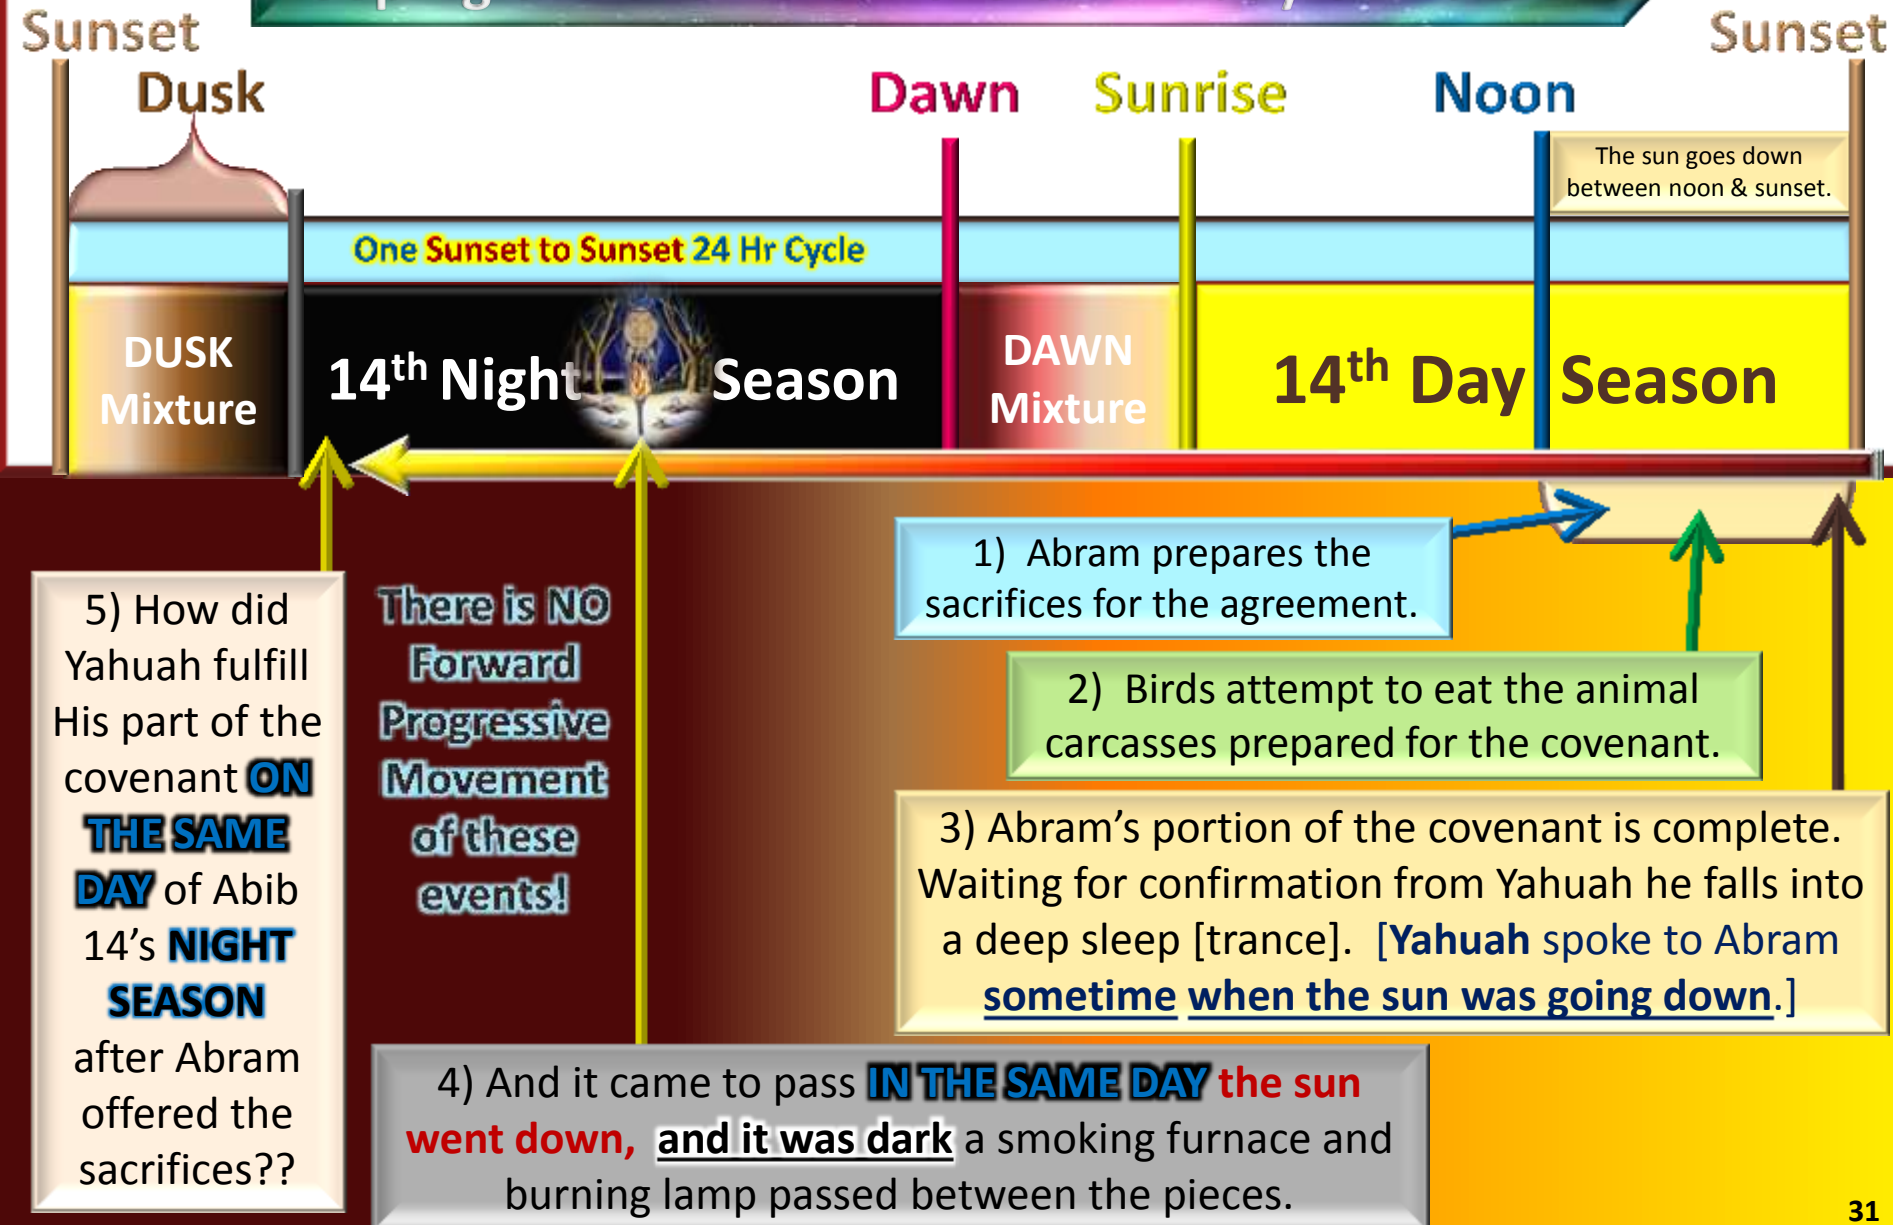 Sunset
Sunset
Dusk
Dawn
Sunrise
Noon
The sun goes down
between noon & sunset.
One Sunset to Sunset 24 Hr Cycle
DUSK
Mixture
14th Night Season
DAWN
Mixture
14th Day Season
1) Abram prepares the
sacrifices for the agreement.
2) Birds attempt to eat the animal
carcasses prepared for the covenant.
3) Abram’s portion of the covenant is complete.
Waiting for confirmation from Yahuah he falls into
a deep sleep [trance]. [Yahuah spoke to Abram
sometime when the sun was going down.]
4) And it came to pass IN THE SAME DAY the sun
went down, and it was dark a smoking furnace and
burning lamp passed between the pieces.
5) How did
Yahuah fulfill
His part of the
covenant ON
THE SAME
DAY of Abib
14’s NIGHT
SEASON
after Abram
offered the
sacrifices??
There is NO
Forward
Progressive
Movement
of these
events!
31